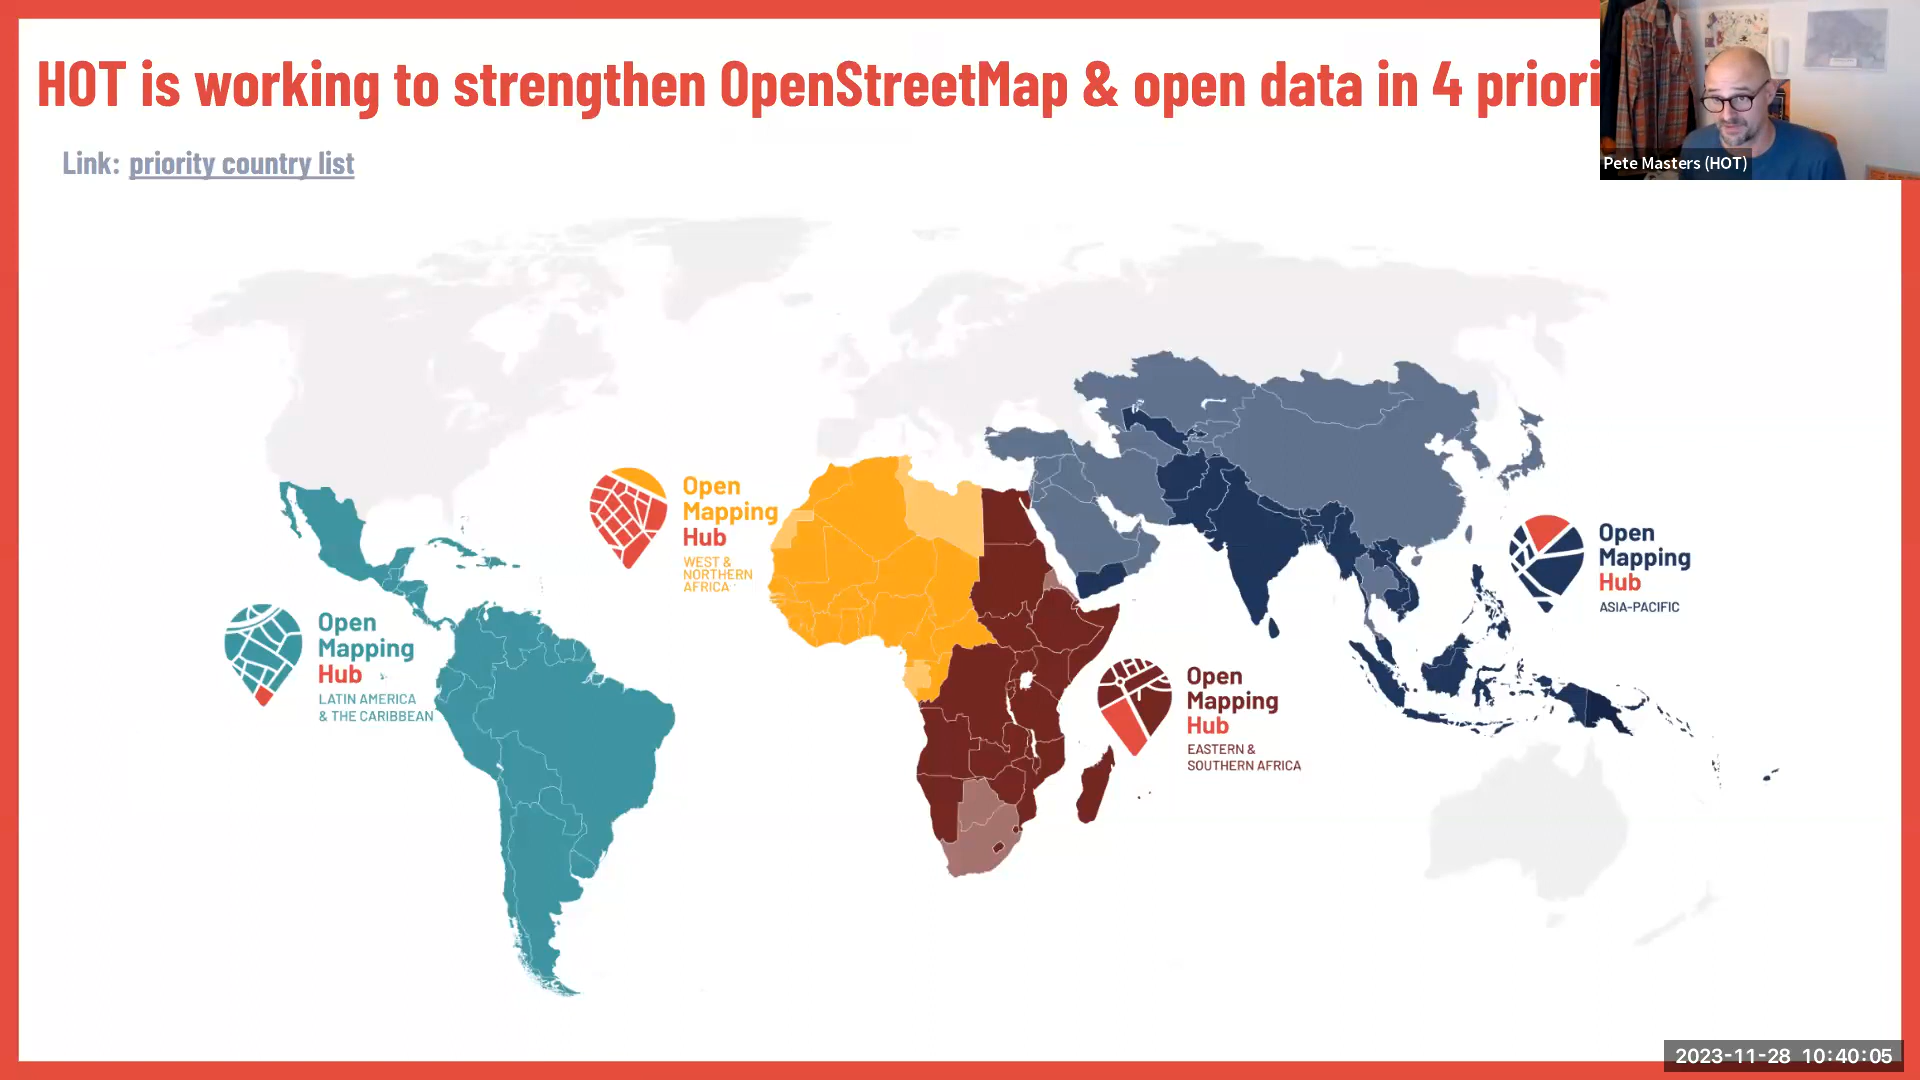 HOT is working to strengthen OpenStreetMap & open data in 4 priori
Pete Masters (HOT)
Link: priority country list
Open
Mapping
Hub
WEST &
NORTHERN
AFRICA
Open
Mapping
Hub
ASIA-PACIFIC
Open
Mapping
Hub
LATIN AMERICA
& THE CARIBBEAN
Open
Mapping
Hub
EASTERN &
SOUTHERN AFRICA
2023-11-28 10:40:05